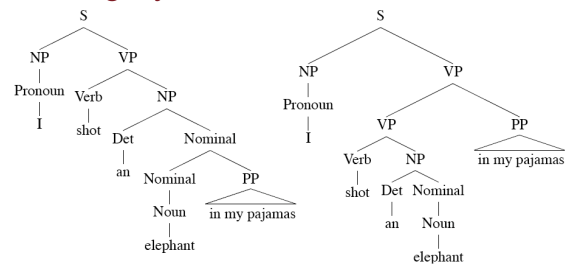 S S
NP VP NP VP
Pronoun Verb NP Pronoun VP PP
I shot Det Nominal I Verb NP in my pajamas
an Nominal PP shot Det Nominal
Noun in my pajamas an Noun
elephant elephant